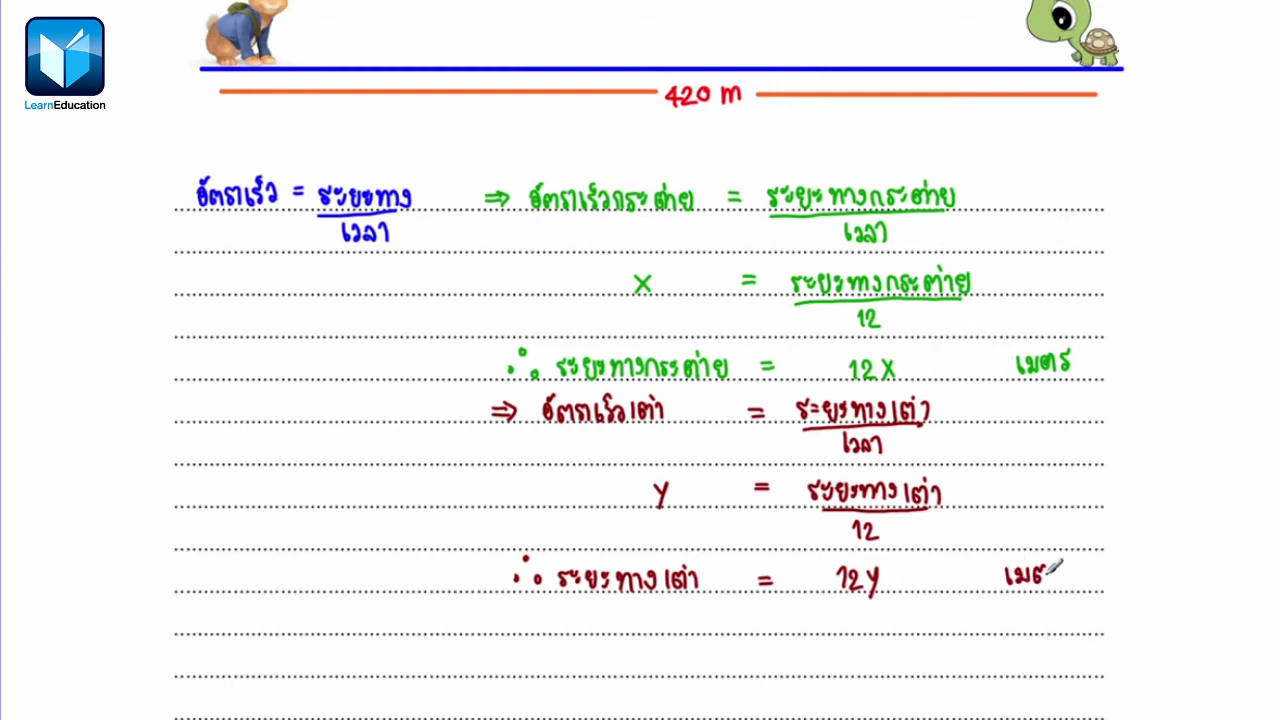 LearnEducation
420 m
อัตราเร็ว = ระยะทาง ⇒ อัตราเร็วกระต่าย = ระยะทางกระต่าย
เวลา เวลา
x = ระยะทางกระต่าย
12
∴ ระยะทางกระต่าย = 12x เมตร
⇒ อัตราเร็วเต่า = ระยะทางเต่า
เวลา
y = ระยะทางเต่า
12
∴ ระยะทางเต่า = 12y เมต